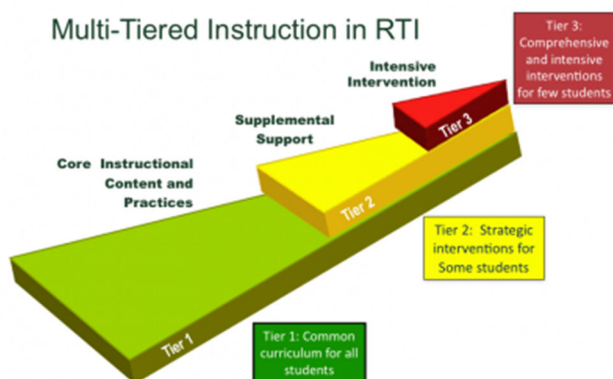 Multi-Tiered Instruction in RTI
Tier 3:
Comprehensive
and intensive
interventions
for few students
Intensive
Intervention
Tier 3
Supplemental
Support
Tier 2
Core Instructional
Content and
Practices
Tier 1
Tier 2: Strategic
interventions for
Some students
Tier 1: Common
curriculum for all
students